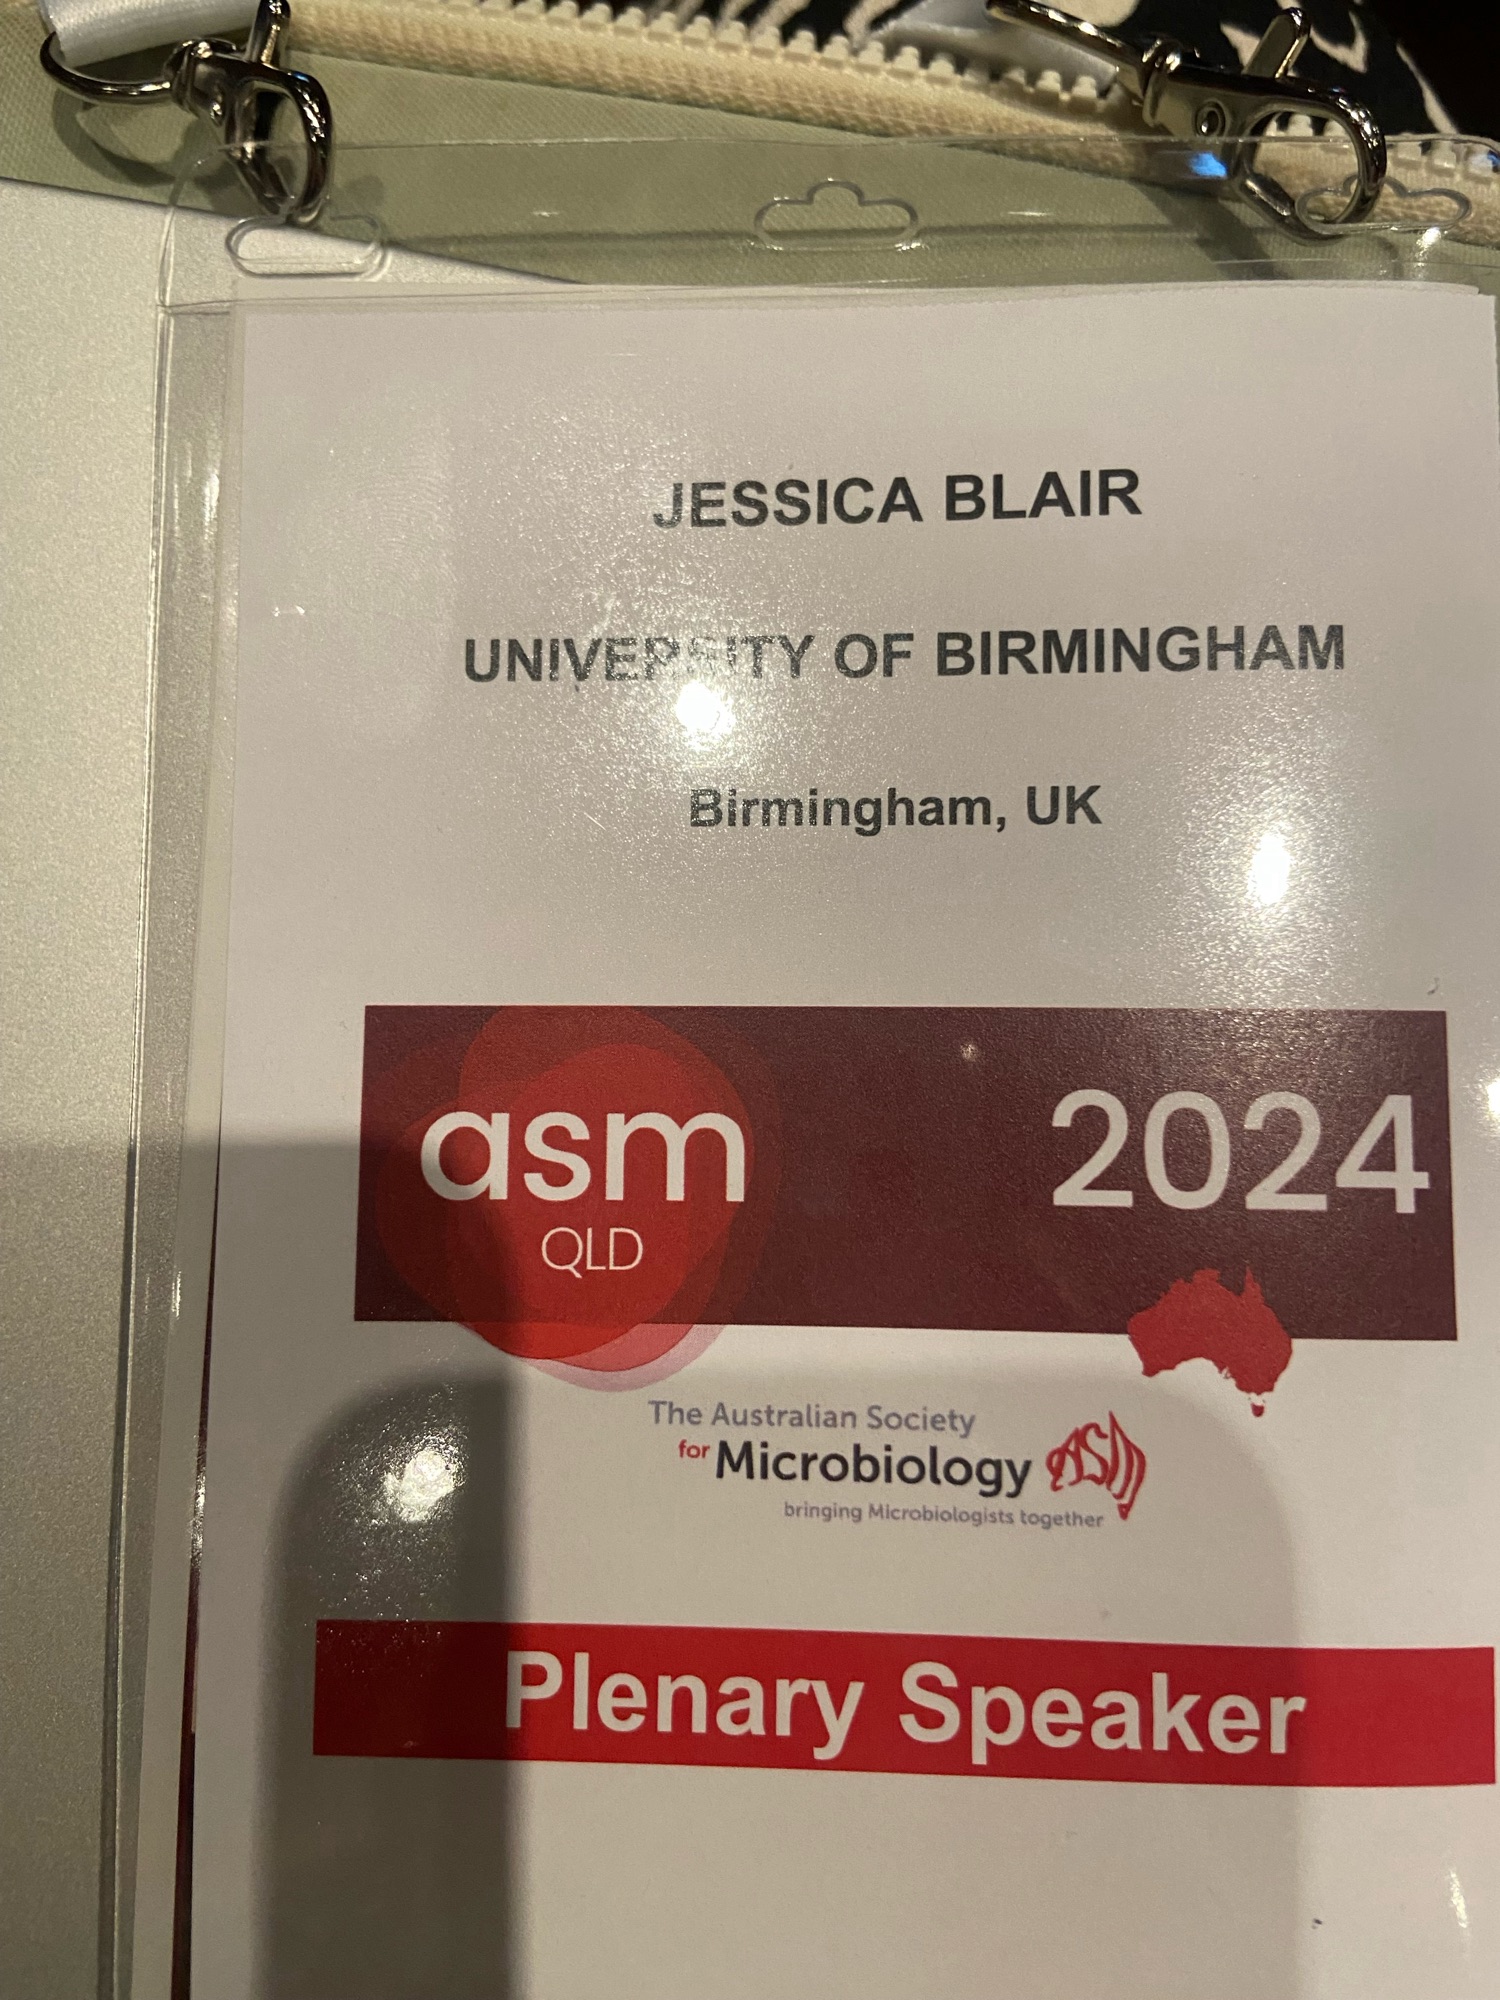 JESSICA BLAIR
UNIVERSITY OF BIRMINGHAM
Birmingham, UK
asm
QLD
2024
The Australian Society
for Microbiology ASM
bringing Microbiologists together
Plenary Speaker